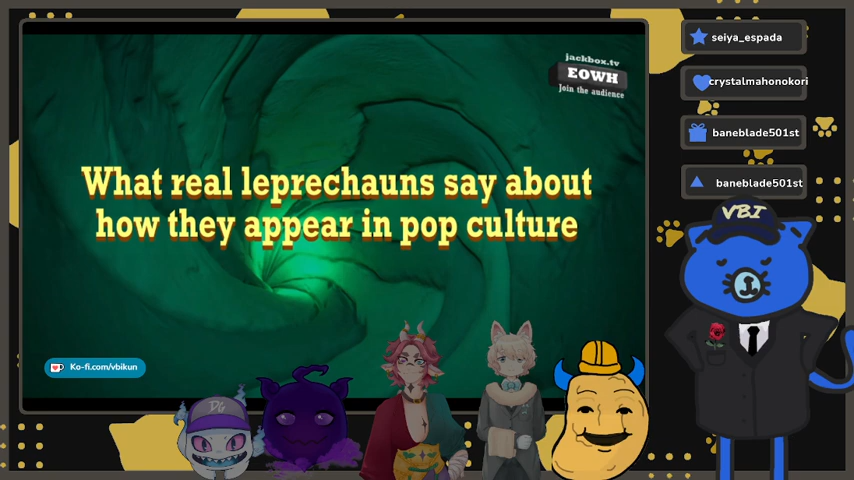 jackbox.tv
EOWH
Join the audience
What real leprechauns say about
how they appear in pop culture
Ko-fi.com/vbikun
seiya_espada
crystalmahonokori
baneblade501st
baneblade501st
VBI
DG